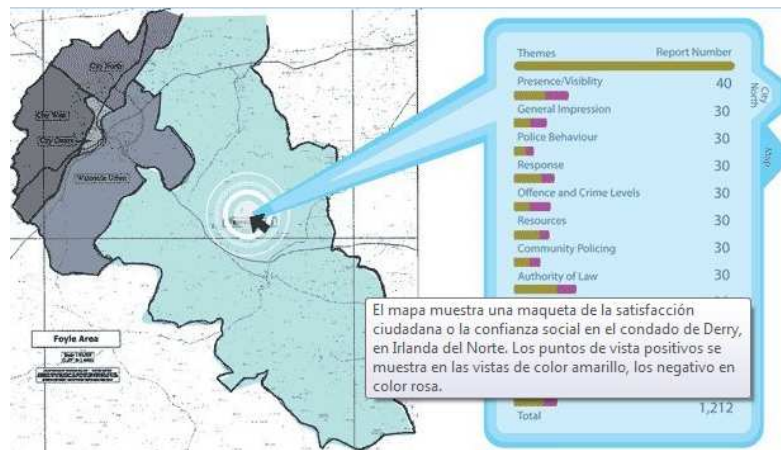 City North
City West
City Centre
Waterside Urban
Foyle Area
Themes Report Number
Presence/Visiblity 40
General Impression 30
Police Behaviour 30
Response 30
Offence and Crime Levels 30
Resources 30
Community Policing 30
Authority of Law 30
City
North
Map
El mapa muestra una maqueta de la satisfacción
ciudadana o la confianza social en el condado de Derry,
en Irlanda del Norte. Los puntos de vista positivos se
muestra en las vistas de color amarillo, los negativo en
color rosa.
Total 1,212